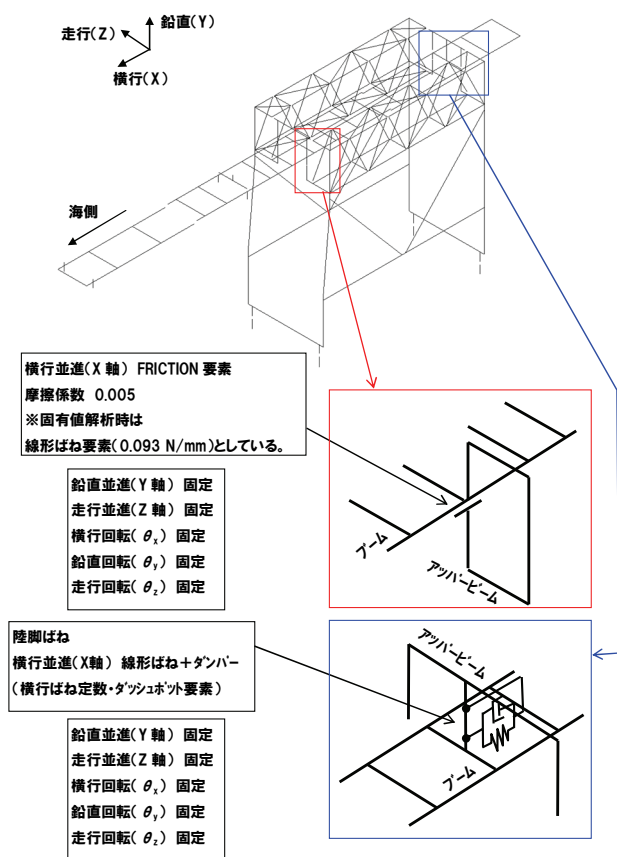 鉛直(Y)
走行(Z)
横行(X)
海側
横行並進(X 軸) FRICTION 要素
摩擦係数 0.005
※固有値解析時は
線形ばね要素(0.093 N/mm)としている。
鉛直並進(Y 軸) 固定
走行並進(Z 軸) 固定
横行回転(θx) 固定
鉛直回転(θy) 固定
走行回転(θz) 固定
ブーム
アッパービーム
陸脚ばね
横行並進(X軸) 線形ばね+ダンパー
(横行ばね定数・ダッシュポット要素)
鉛直並進(Y 軸) 固定
走行並進(Z 軸) 固定
横行回転(θx) 固定
鉛直回転(θy) 固定
走行回転(θz) 固定
アッパービーム
ブーム